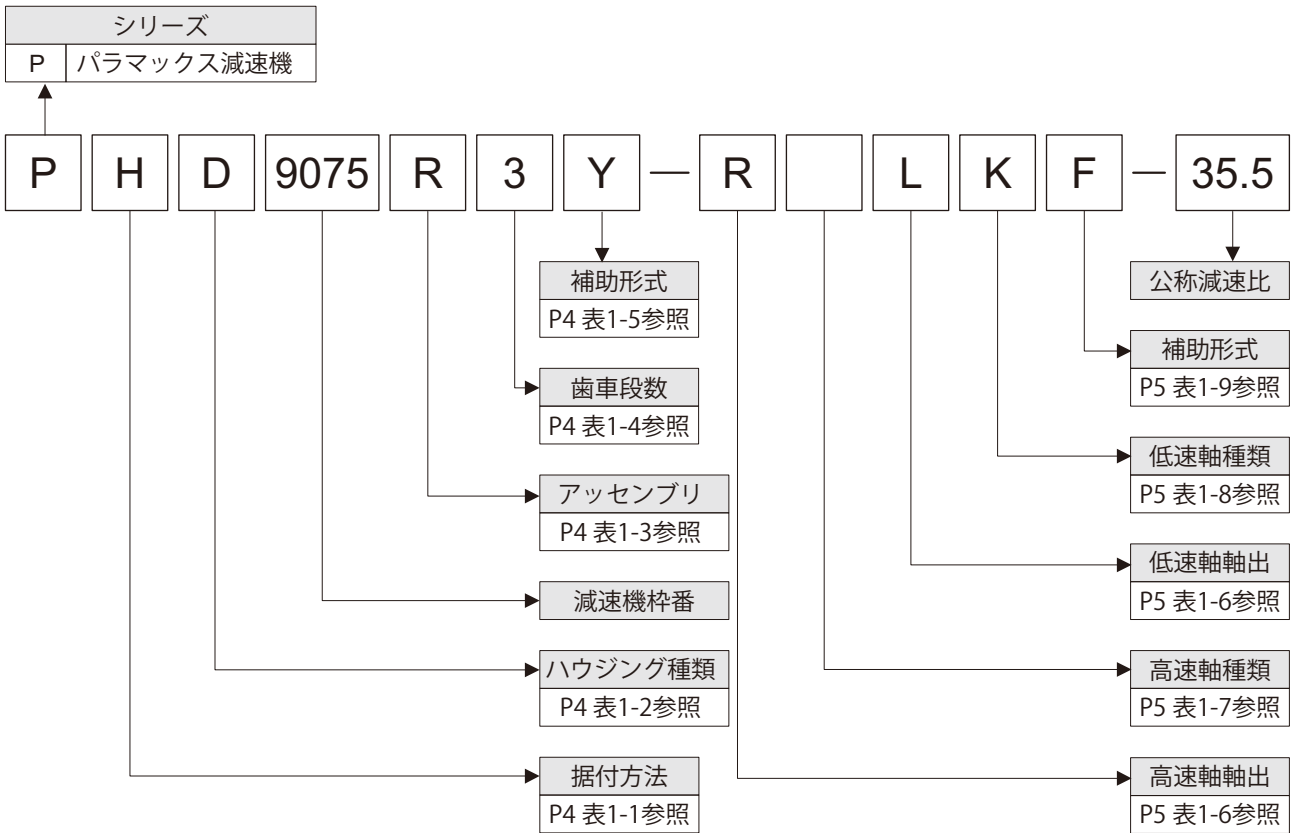 シリーズ
P パラマックス減速機
P H D 9075 R 3 Y — R L K F — 35.5
補助形式
P4 表1-5参照
公称減速比
補助形式
P5 表1-9参照
歯車段数
P4 表1-4参照
低速軸種類
P5 表1-8参照
アッセンブリ
P4 表1-3参照
低速軸軸出
P5 表1-6参照
減速機枠番
ハウジング種類
P4 表1-2参照
高速軸種類
P5 表1-7参照
据付方法
P4 表1-1参照
高速軸軸出
P5 表1-6参照